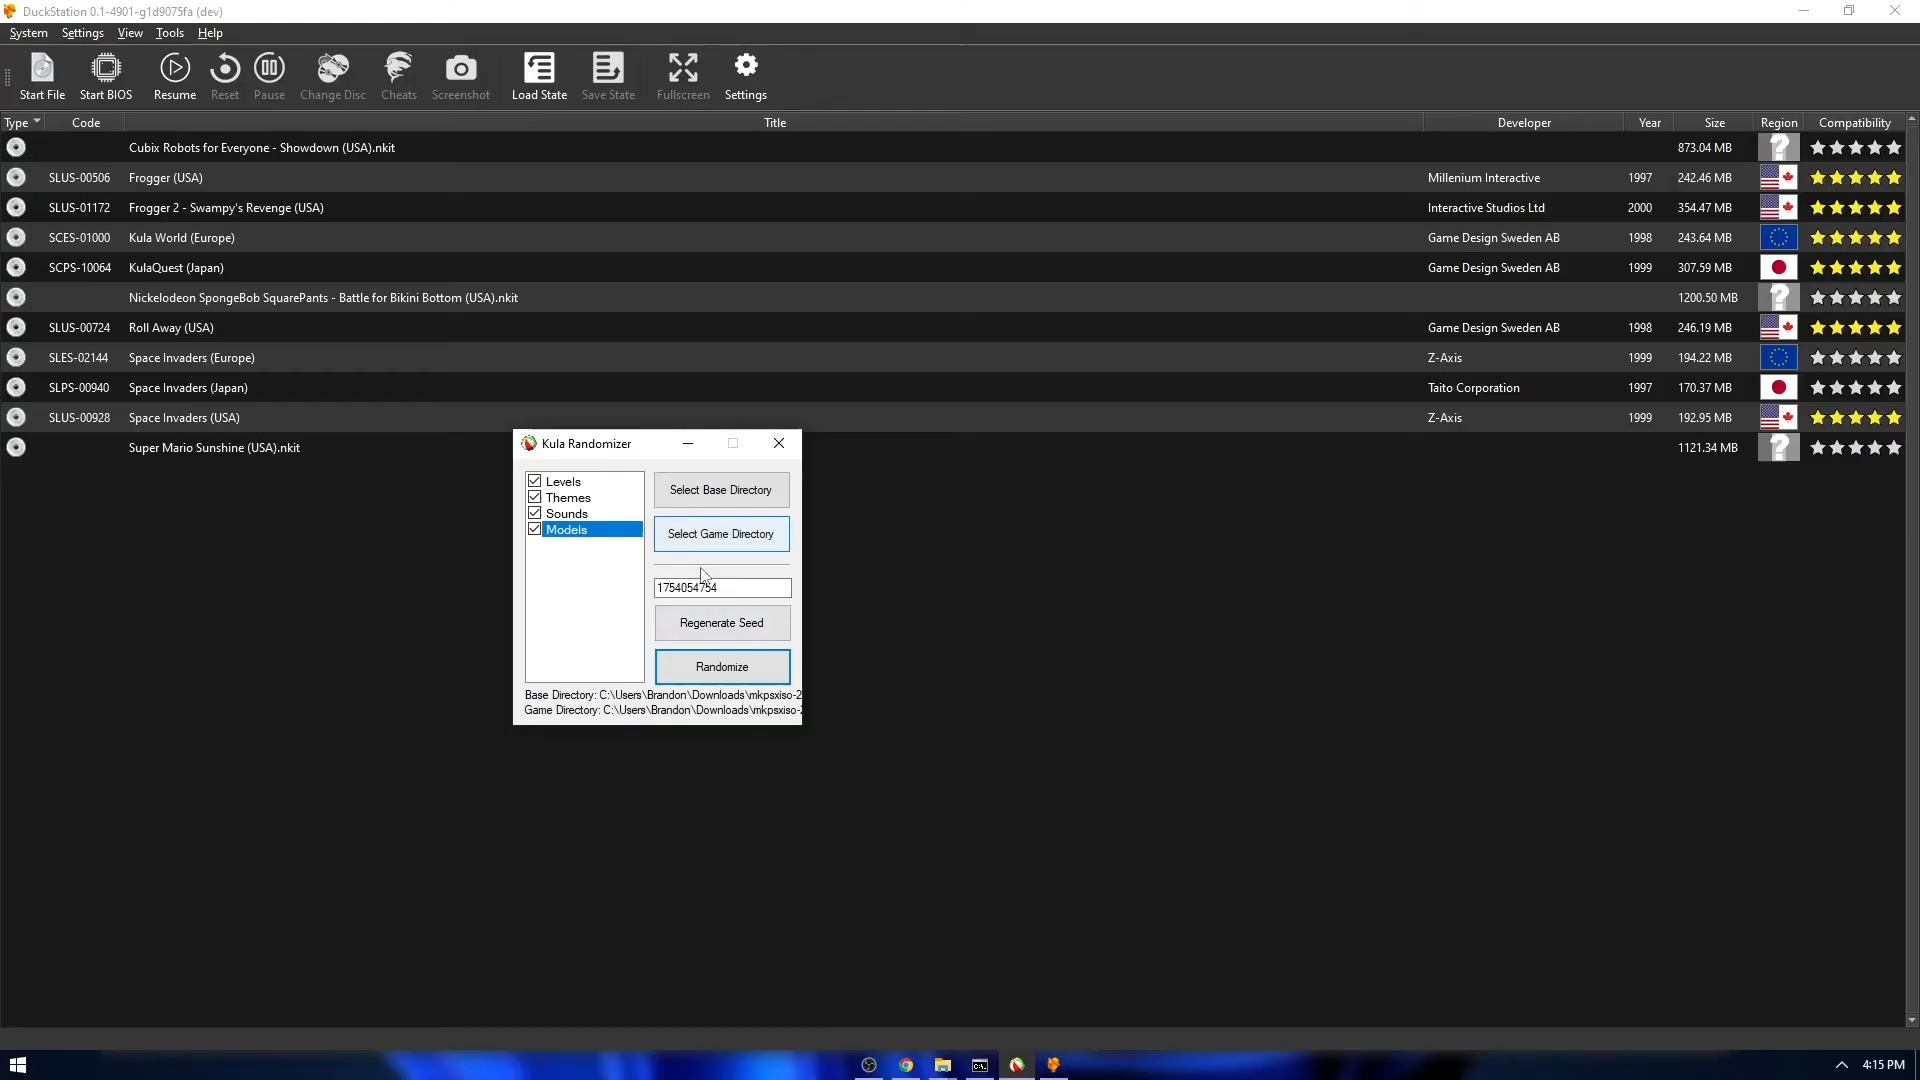 DuckStation 0.1-4901-g1d9075fa (dev)
System Settings View Tools Help
Start File Start BIOS Resume Reset Pause Change Disc Cheats Screenshot Load State Save State Fullscreen Settings
Type Code Title Developer Year Size Region Compatibility
Cubix Robots for Everyone - Showdown (USA).nkit 873.04 MB
SLUS-00506 Frogger (USA) Millenium Interactive 1997 242.46 MB
SLUS-01172 Frogger 2 - Swampy's Revenge (USA) Interactive Studios Ltd 2000 354.47 MB
SCES-01000 Kula World (Europe) Game Design Sweden AB 1998 243.64 MB
SCPS-10064 KulaQuest (Japan) Game Design Sweden AB 1999 307.59 MB
Nickelodeon SpongeBob SquarePants - Battle for Bikini Bottom (USA).nkit 1200.50 MB
SLUS-00724 Roll Away (USA) Game Design Sweden AB 1998 246.19 MB
SLES-02144 Space Invaders (Europe) Z-Axis 1999 194.22 MB
SLPS-00940 Space Invaders (Japan) Taito Corporation 1997 170.37 MB
SLUS-00928 Space Invaders (USA) Z-Axis 1999 192.95 MB
Super Mario Sunshine (USA).nkit 1121.34 MB
Kula Randomizer
Levels
Themes
Sounds
Models
Select Base Directory
Select Game Directory
1754054754
Regenerate Seed
Randomize
Base Directory: C:\Users\Brandon\Downloads\mkpsxiso-2
Game Directory: C:\Users\Brandon\Downloads\mkpsxiso-2
4:15 PM